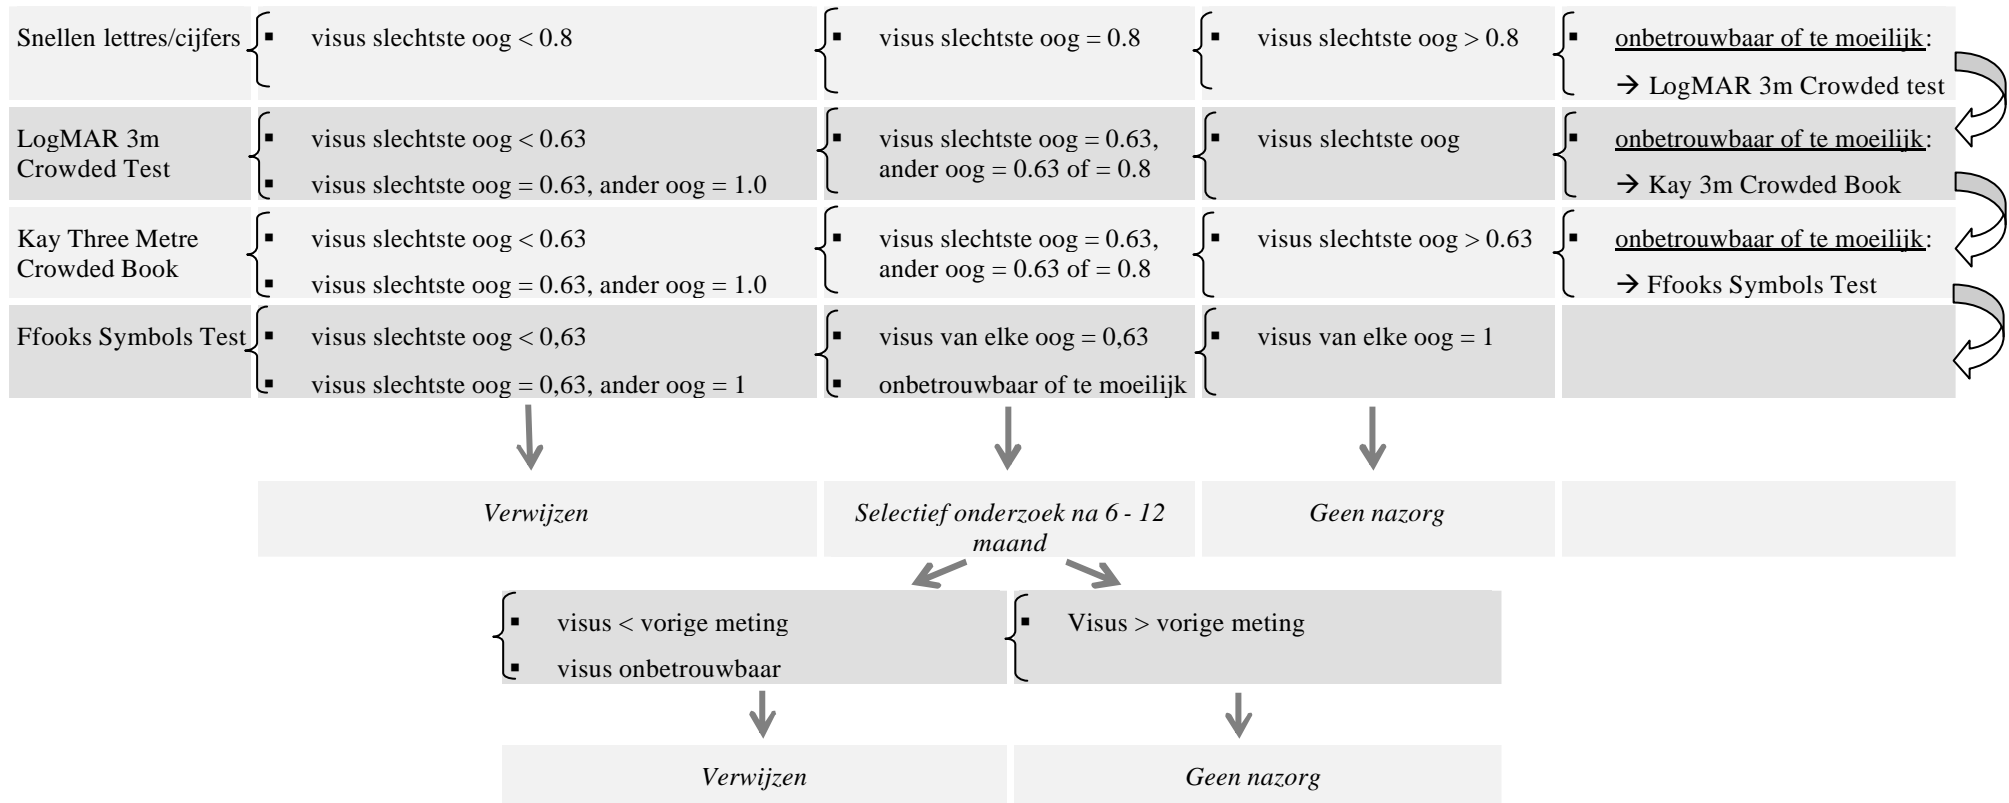 Snellen lettres/cijfers
▪ visus slechtste oog < 0.8
▪ visus slechtste oog = 0.8
▪ visus slechtste oog > 0.8
▪ onbetrouwbaar of te moeilijk:
→ LogMAR 3m Crowded test
LogMAR 3m
Crowded Test
▪ visus slechtste oog < 0.63
▪ visus slechtste oog = 0.63, ander oog = 1.0
▪ visus slechtste oog = 0.63,
ander oog = 0.63 of = 0.8
▪ visus slechtste oog
▪ onbetrouwbaar of te moeilijk:
→ Kay 3m Crowded Book
Kay Three Metre
Crowded Book
▪ visus slechtste oog < 0.63
▪ visus slechtste oog = 0.63, ander oog = 1.0
▪ visus slechtste oog = 0.63,
ander oog = 0.63 of = 0.8
▪ visus slechtste oog > 0.63
▪ onbetrouwbaar of te moeilijk:
→ Ffooks Symbols Test
Ffooks Symbols Test
▪ visus slechtste oog < 0,63
▪ visus slechtste oog = 0,63, ander oog = 1
▪ visus van elke oog = 0,63
▪ onbetrouwbaar of te moeilijk
▪ visus van elke oog = 1
Verwijzen
Selectief onderzoek na 6 - 12
maand
Geen nazorg
▪ visus < vorige meting
▪ visus onbetrouwbaar
▪ Visus > vorige meting
Verwijzen
Geen nazorg